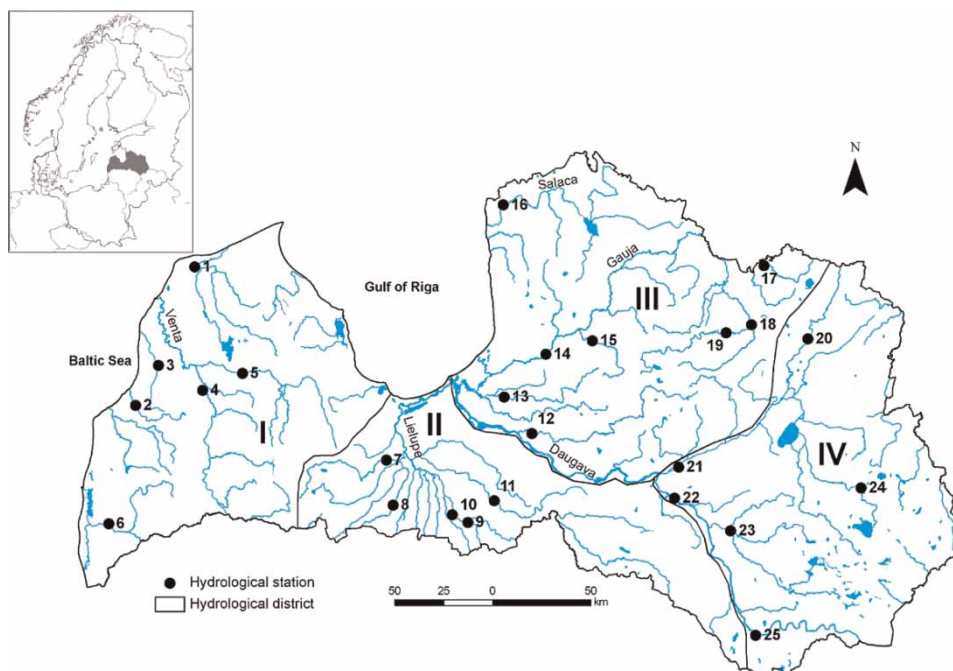 N
Salaca
16
Gauja
1
17
Gulf of Riga
III
Venta
18
19
20
15
Baltic Sea
3
14
5
4
13
2
I
II
12
Lielupe
Daugava
IV
7
21
24
22
11
8
10
9
23
6
Hydrological station
Hydrological district
50 25 0 50
km
25